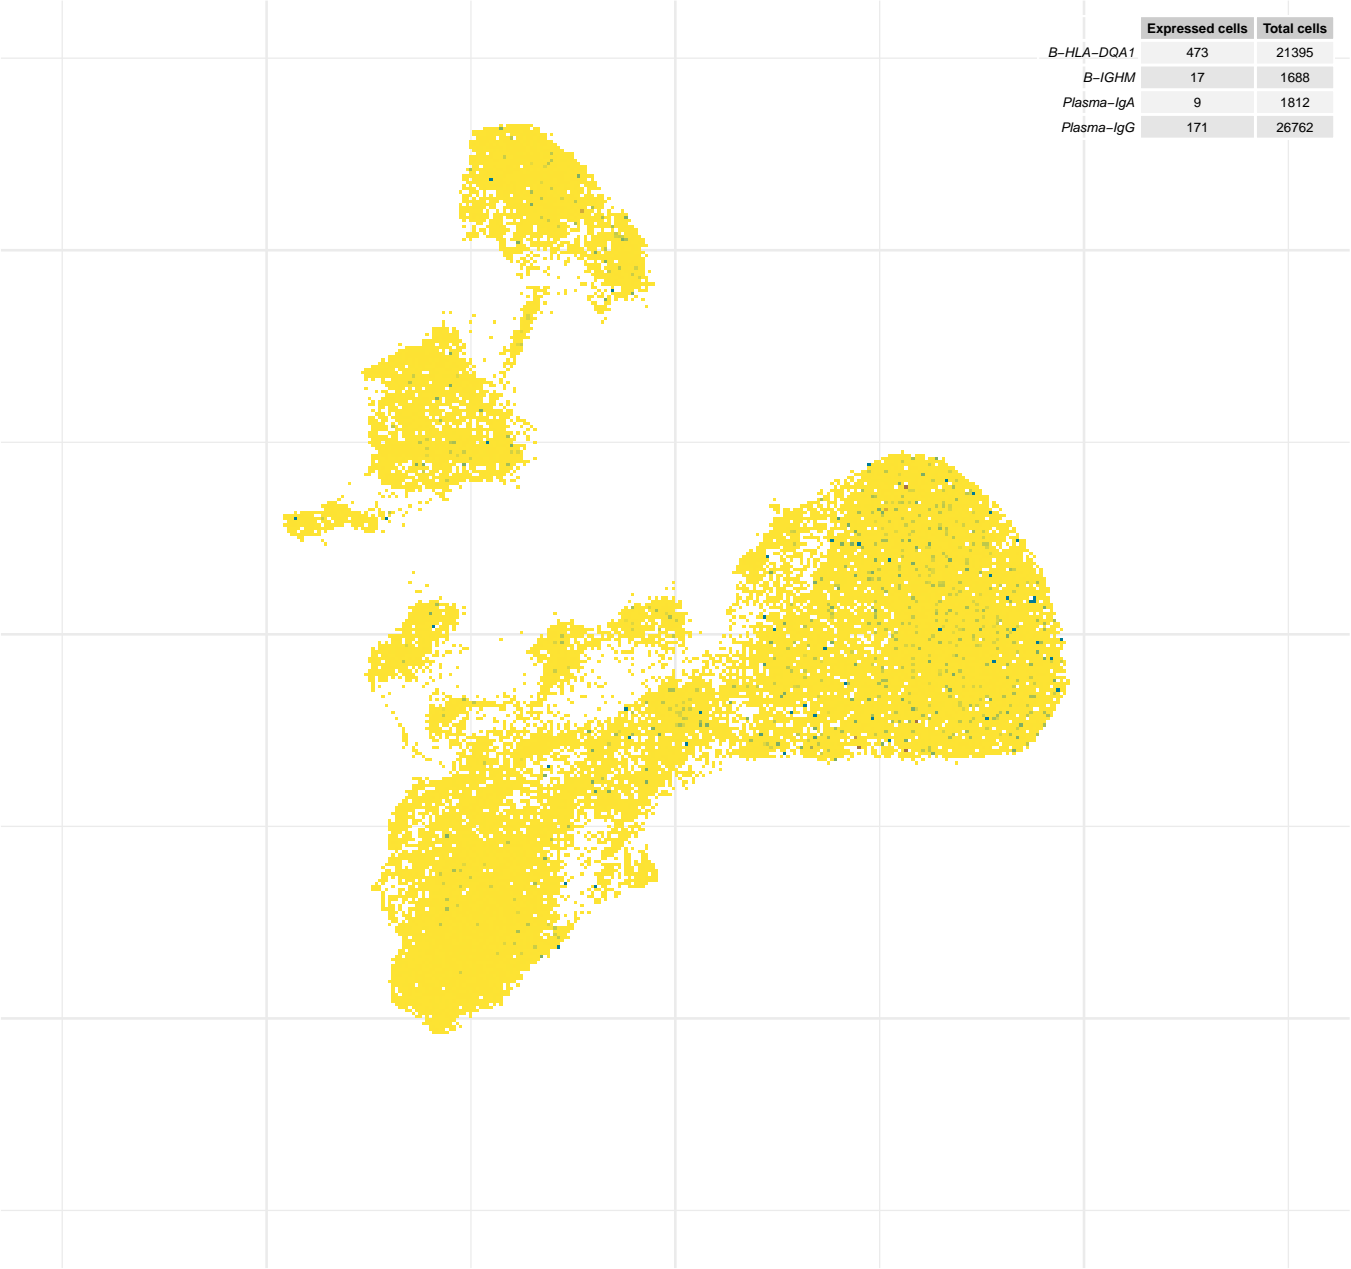 Expressed cells Total cells
B−HLA−DQA1 473 21395
B−IGHM 17 1688
Plasma−IgA 9 1812
Plasma−IgG 171 26762